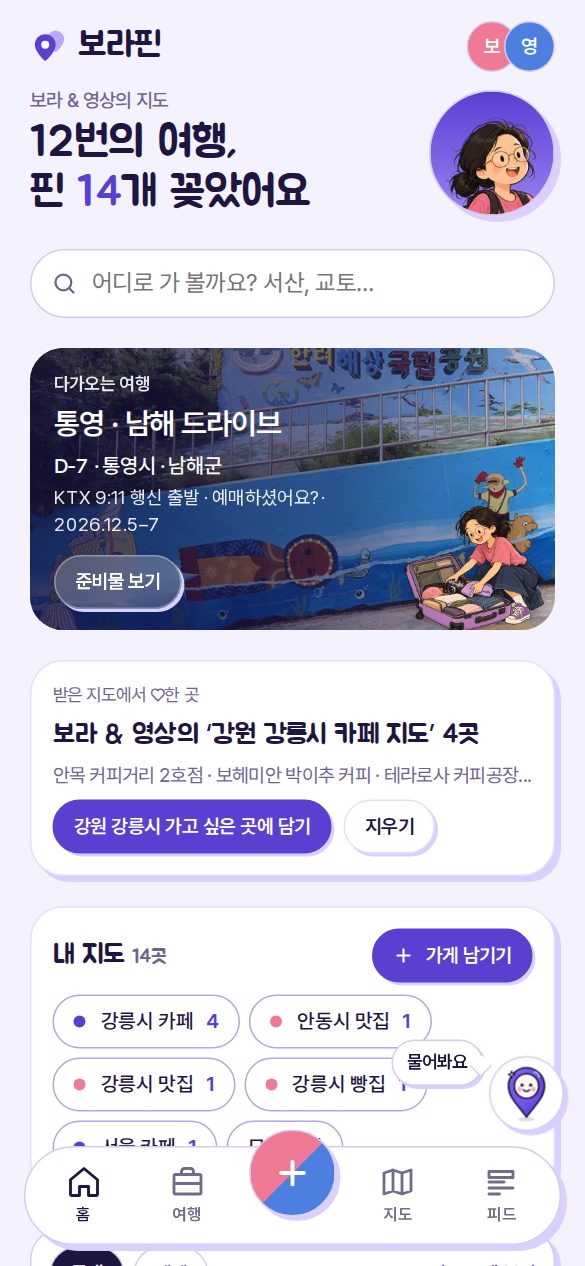 보라핀
보 영
보라 & 영상의 지도
12번의 여행,
핀 14개 꽂았어요
어디로 가 볼까요? 서산, 교토...
다가오는 여행
통영 · 남해 드라이브
D-7 · 통영시 · 남해군
KTX 9:11 행신 출발 · 예매하셨어요? ·
2026.12.5–7
준비물 보기
받은 지도에서 ♡한 곳
보라 & 영상의 ‘강원 강릉시 카페 지도’ 4곳
안목 커피거리 2호점 · 보헤미안 박이추 커피 · 테라로사 커피공장...
강원 강릉시 가고 싶은 곳에 담기
지우기
내 지도 14곳
+ 가게 남기기
강릉시 카페 4
안동시 맛집 1
강릉시 맛집 1
강릉시 빵집
물어봐요
서울 카페 1
홈
여행
지도
피드